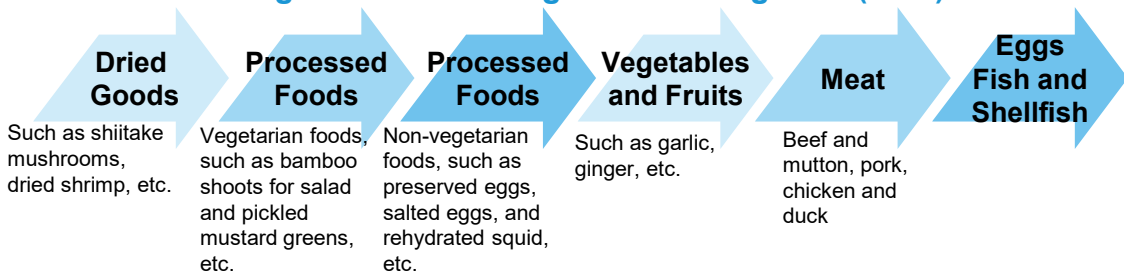 Dried
Goods
Such as shiitake
mushrooms,
dried shrimp, etc.
Processed
Foods
Vegetarian foods,
such as bamboo
shoots for salad
and pickled
mustard greens,
etc.
Processed
Foods
Non-vegetarian
foods, such as
preserved eggs,
salted eggs, and
rehydrated squid,
etc.
Vegetables
and Fruits
Such as garlic,
ginger, etc.
Meat
Beef and
mutton, pork,
chicken and
duck
Eggs
Fish and
Shellfish